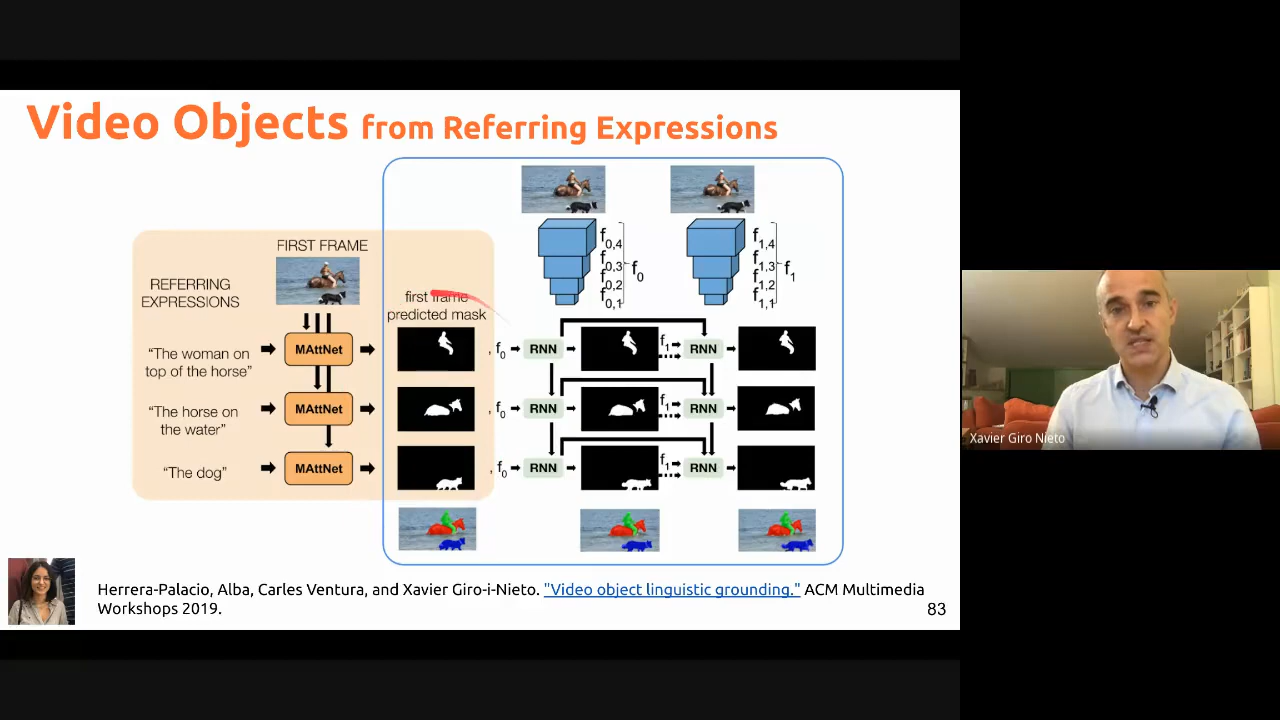 Video Objects from Referring Expressions
FIRST FRAME
REFERRING
EXPRESSIONS
first frame
predicted mask
f0,4
f0,3
f0,2
f0,1
f0
f1,4
f1,3
f1,2
f1,1
f1
"The woman on
top of the horse"
MAttNet
, f0
RNN
f1
RNN
"The horse on
the water"
MAttNet
, f0
RNN
f1
RNN
"The dog"
MAttNet
, f0
RNN
f1
RNN
Xavier Giro Nieto
Herrera-Palacio, Alba, Carles Ventura, and Xavier Giro-i-Nieto. "Video object linguistic grounding." ACM Multimedia
Workshops 2019.
83